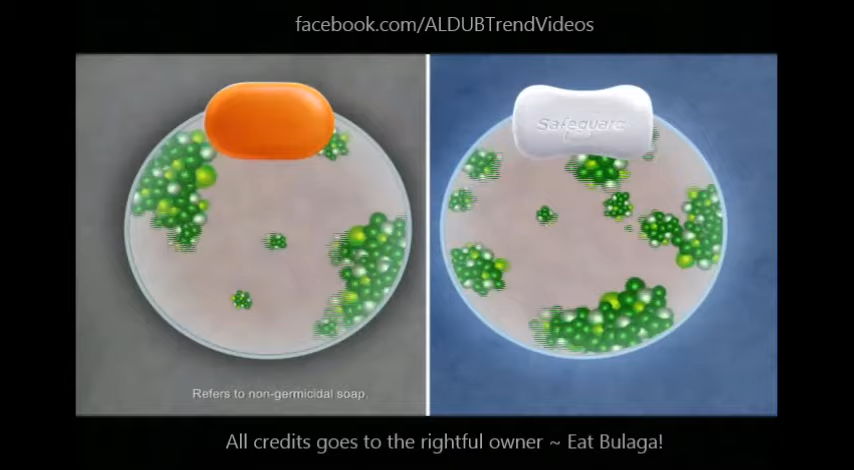 facebook.com/ALDUBTrendVideos
Safeguard
Refers to non-germicidal soap.
All credits goes to the rightful owner ~ Eat Bulaga!